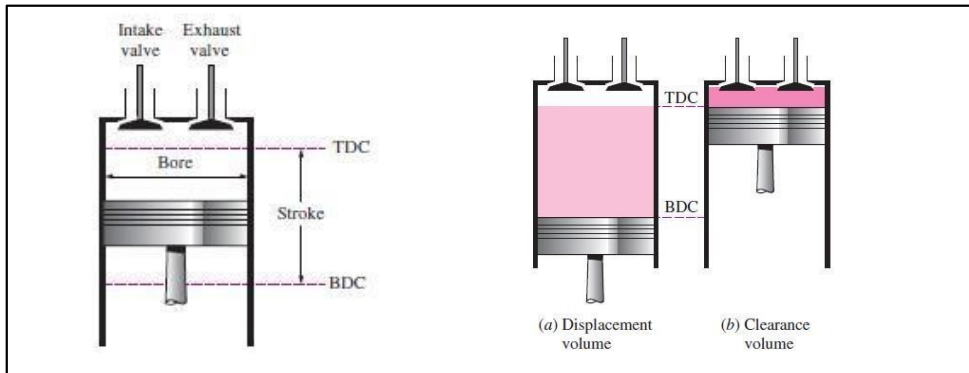 Intake Exhaust
valve valve
TDC
Bore
Stroke
BDC
TDC
BDC
(a) Displacement
volume
(b) Clearance
volume